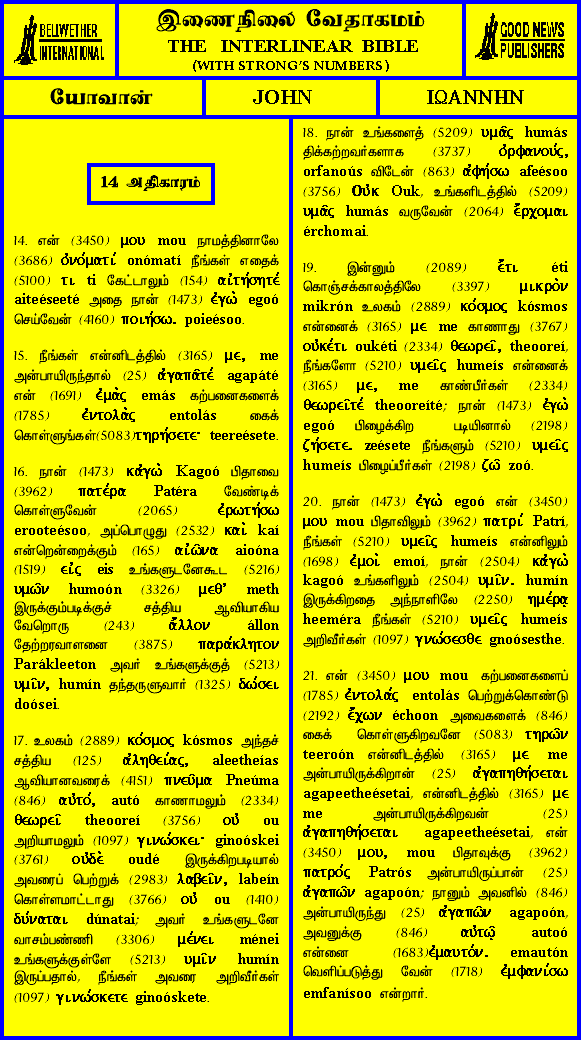 BELLWETHER
INTERNATIONAL
இணைநிலை வேதாகமம்
THE INTERLINEAR BIBLE
(WITH STRONG'S NUMBERS)
GOOD NEWS
PUBLISHERS
யோவான்
JOHN
ΙΩΑΝΝΗΝ
14 அதிகாரம்
14. என் (3450) μου mou நாமத்தினாலே
(3686) ὀνόματί onómatí நீங்கள் எதைக்
(5100) τι ti கேட்டாலும் (154) αἰτήσητέ
aiteéseeté அதை நான் (1473) ἐγὼ egoó
செய்வேன் (4160) ποιήσω. poieésoo.
15. நீங்கள் என்னிடத்தில் (3165) με, me
அன்பாயிருந்தால் (25) ἀγαπᾶτέ agapáté
என் (1691) ἐμὰς emás கற்பனைகளைக்
(1785) ἐντολὰς entolás கைக்
கொள்ளுங்கள்(5083)τηρήσετε· teereésete.
16. நான் (1473) κἀγὼ Kagoó பிதாவை
(3962) πατέρα Patéra வேண்டிக்
கொள்ளுவேன் (2065) ἐρωτήσω
erooteésoo, அப்பொழுது (2532) καὶ kaí
என்றென்றைக்கும் (165) αἰῶνα aioóna
(1519) εἰς eis உங்களுடனேகூட (5216)
υμῶν humoón (3326) μεθ’ meth
இருக்கும்படிக்குச் சத்திய ஆவியாகிய
வேறொரு (243) ἄλλον állon
தேற்றரவாளனை (3875) παράκλητον
Parákleeton அவர் உங்களுக்குத் (5213)
υμῖν, humín தந்தருளுவார் (1325) δώσει
doósei.
17. உலகம் (2889) κόσμος kósmos அந்தச்
சத்திய (125) ἀληθείας, aleetheías
ஆவியானவரைக் (4151) πνεῦμα Pneúma
(846) αὐτό, autó காணாமலும் (2334)
θεωρεῖ theooreí (3756) οὐ ou
அறியாமலும் (1097) γινώσκει· ginoóskei
(3761) οὐδὲ oudé இருக்கிறபடியால்
அவரைப் பெற்றுக் (2983) λαβεῖν, labeín
கொள்ளமாட்டாது (3766) οὐ ou (1410)
δύναται dúnatai; அவர் உங்களுடனே
வாசம்பண்ணி (3306) μένει ménei
உங்களுக்குள்ளே (5213) υμῖν humín
இருப்பதால், நீங்கள் அவரை அறிவீர்கள்
(1097) γινώσκετε ginoóskete.
18. நான் உங்களைத் (5209) υμᾶς humás
திக்கற்றவர்களாக (3737) ὀρφανούς,
orfanoús விடேன் (863) ἀφήσω afeésoo
(3756) Οὐκ Ouk, உங்களிடத்தில் (5209)
υμᾶς humás வருவேன் (2064) ἔρχομαι
érchomai.
19. இன்னும் (2089) ἔτι éti
கொஞ்சக்காலத்திலே (3397) μικρὸν
mikrón உலகம் (2889) κόσμος kósmos
என்னைக் (3165) με me காணாது (3767)
οὐκέτι oukéti (2334) θεωρεῖ, theooreí,
நீங்களோ (5210) υμεῖς humeís என்னைக்
(3165) με, me காண்பீர்கள் (2334)
θεωρεῖτέ theooreíté; நான் (1473) ἐγὼ
egoó பிழைக்கிற படியினால் (2198)
ζήσετε. zeésete நீங்களும் (5210) υμεῖς
humeís பிழைப்பீர்கள் (2198) ζῶ zoó.
20. நான் (1473) ἐγὼ egoó என் (3450)
μου mou பிதாவிலும் (3962) πατρί Patrí,
நீங்கள் (5210) υμεῖς humeís என்னிலும்
(1698) ἐμοὶ emoí, நான் (2504) κἀγὼ
kagoó உங்களிலும் (2504) υμῖν. humín
இருக்கிறதை அந்நாளிலே (2250) ημέρᾳ
heeméra நீங்கள் (5210) υμεῖς humeís
அறிவீர்கள் (1097) γνώσεσθε gnoósesthe.
21. என் (3450) μου mou கற்பனைகளைப்
(1785) ἐντολάς entolás பெற்றுக்கொண்டு
(2192) ἔχων échoon அவைகளைக் (846)
கைக் கொள்ளுகிறவனே (5083) τηρῶν
teeroón என்னிடத்தில் (3165) με me
அன்பாயிருக்கிறான் (25) ἀγαπηθήσεται
agapeetheésetai, என்னிடத்தில் (3165) με
me அன்பாயிருக்கிறவன் (25)
ἀγαπηθήσεται agapeetheésetai, என்
(3450) μου, mou பிதாவுக்கு (3962)
πατρός Patrós அன்பாயிருப்பான் (25)
ἀγαπῶν agapoón; நானும் அவனில் (846)
அன்பாயிருந்து (25) ἀγαπῶν agapoón,
அவனுக்கு (846) αὐτῷ autoó
என்னை (1683)ἐμαυτόν. emautón
வெளிப்படுத்து வேன் (1718) ἐμφανίσω
emfanísoo என்றார்.